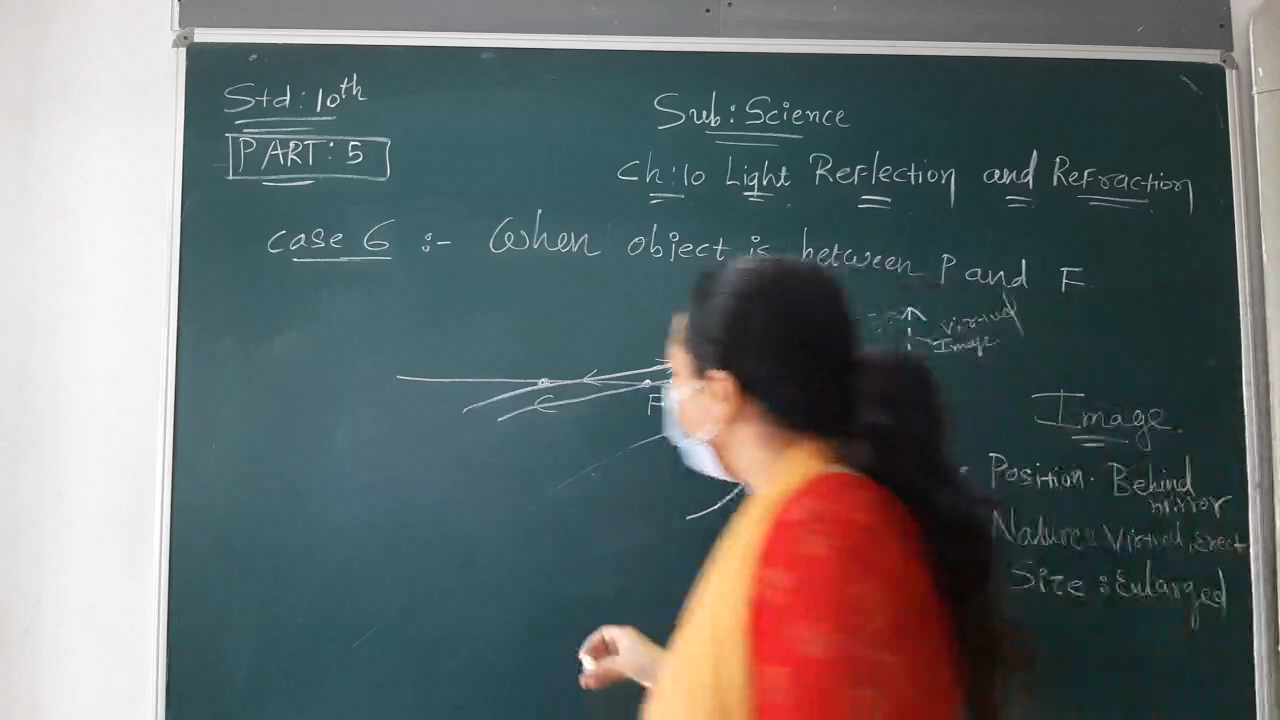 Std: 10th
PART: 5
Sub: Science
Ch: 10 Light Reflection and Refraction
Case 6 :- When object is between P and F
Virtual
Image
C
F
Image
Position. Behind
mirror
Nature: Virtual, Erect
Size: Enlarged